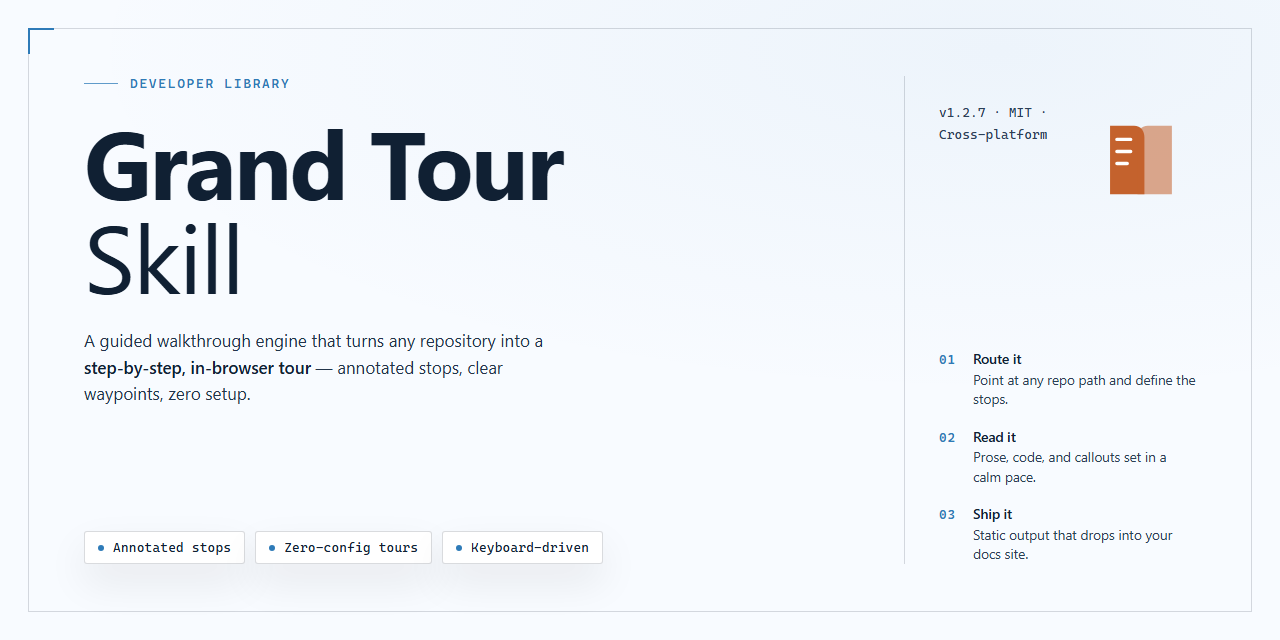 DEVELOPER LIBRARY
Grand Tour
Skill
A guided walkthrough engine that turns any repository into a
step-by-step, in-browser tour — annotated stops, clear
waypoints, zero setup.
Annotated stops
Zero-config tours
Keyboard-driven
v1.2.7 · MIT ·
Cross-platform
01 Route it
Point at any repo path and define the
stops.
02 Read it
Prose, code, and callouts set in a
calm pace.
03 Ship it
Static output that drops into your
docs site.